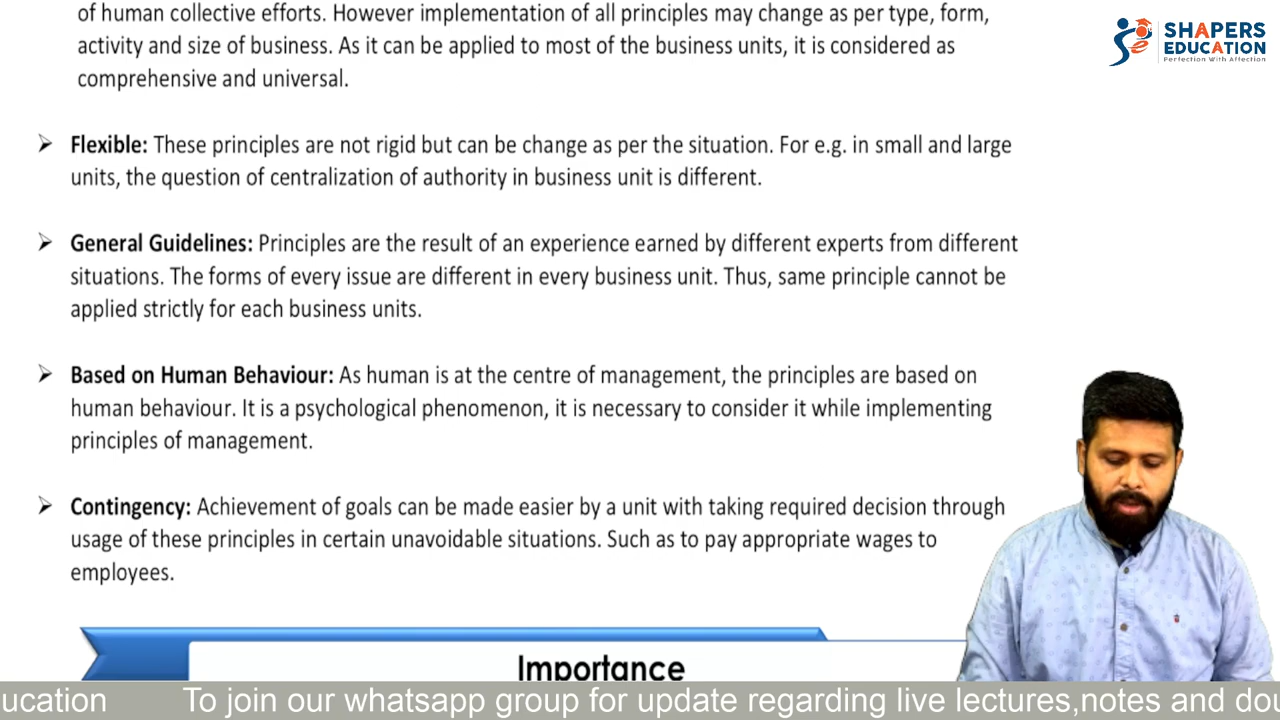 of human collective efforts. However implementation of all principles may change as per type, form,
activity and size of business. As it can be applied to most of the business units, it is considered as
comprehensive and universal.
➢ Flexible: These principles are not rigid but can be change as per the situation. For e.g. in small and large
units, the question of centralization of authority in business unit is different.
➢ General Guidelines: Principles are the result of an experience earned by different experts from different
situations. The forms of every issue are different in every business unit. Thus, same principle cannot be
applied strictly for each business units.
➢ Based on Human Behaviour: As human is at the centre of management, the principles are based on
human behaviour. It is a psychological phenomenon, it is necessary to consider it while implementing
principles of management.
➢ Contingency: Achievement of goals can be made easier by a unit with taking required decision through
usage of these principles in certain unavoidable situations. Such as to pay appropriate wages to
employees.
Importance
SHAPERS
EDUCATION
Perfection With Affection
ucation To join our whatsapp group for update regarding live lectures,notes and dou